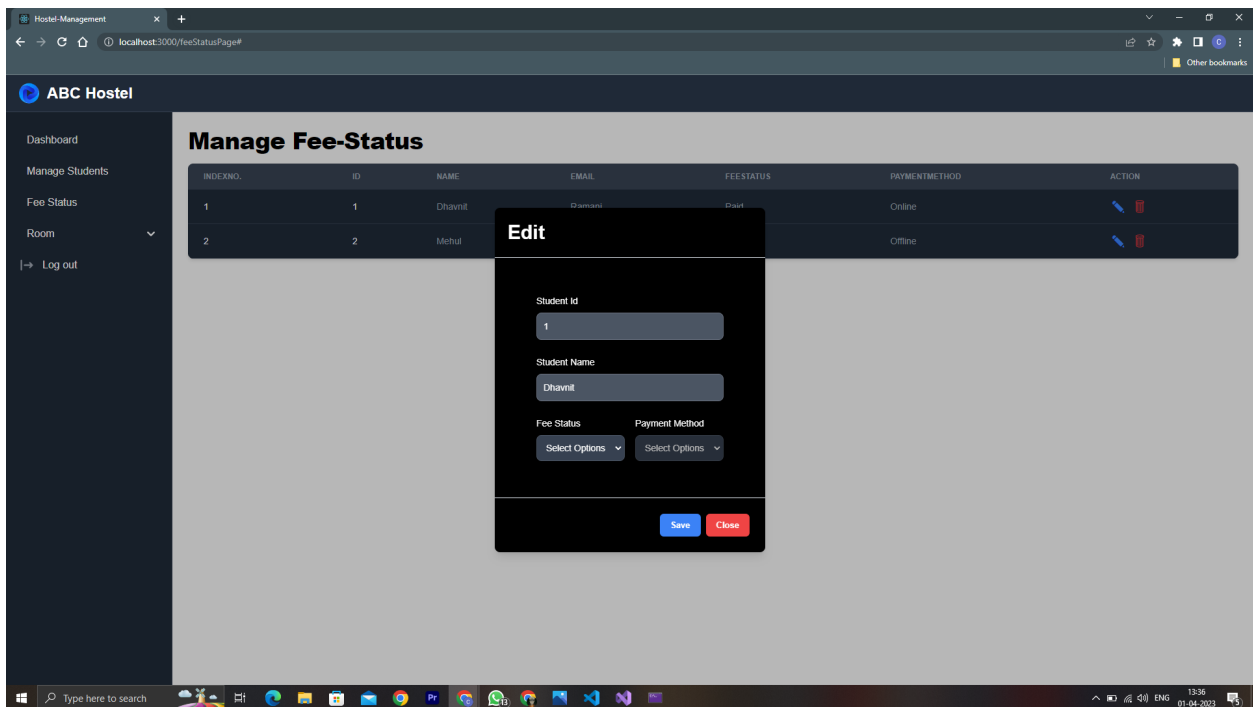 Hostel-Management
localhost:3000/feeStatusPage#
C
Other bookmarks
ABC Hostel
Dashboard
Manage Students
Fee Status
Room
Log out
Manage Fee-Status
INDEXNO. ID NAME EMAIL FEESTATUS PAYMENTMETHOD ACTION
1 1 Dhavnit Ramani Paid Online
2 2 Mehul Offline
Edit
Student Id
1
Student Name
Dhavnit
Fee Status Payment Method
Select Options Select Options
Save Close
Type here to search
Pr
13
ENG
13:36
01-04-2023
5